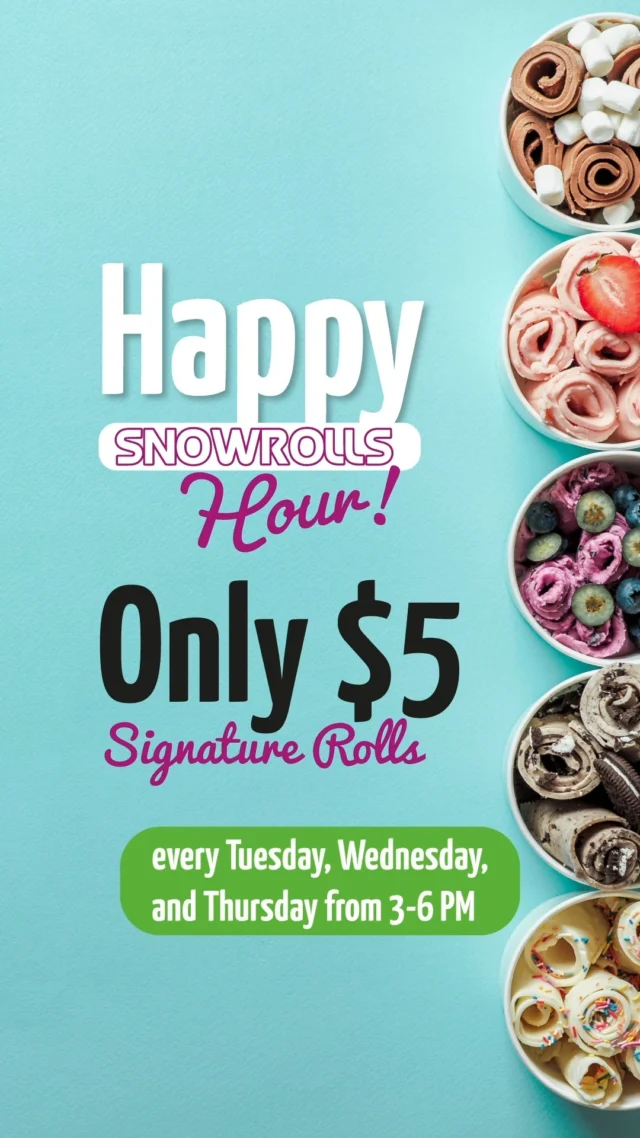 Happy
SNOWROLLS
Hour!
Only $5
Signature Rolls
every Tuesday, Wednesday,
and Thursday from 3-6 PM